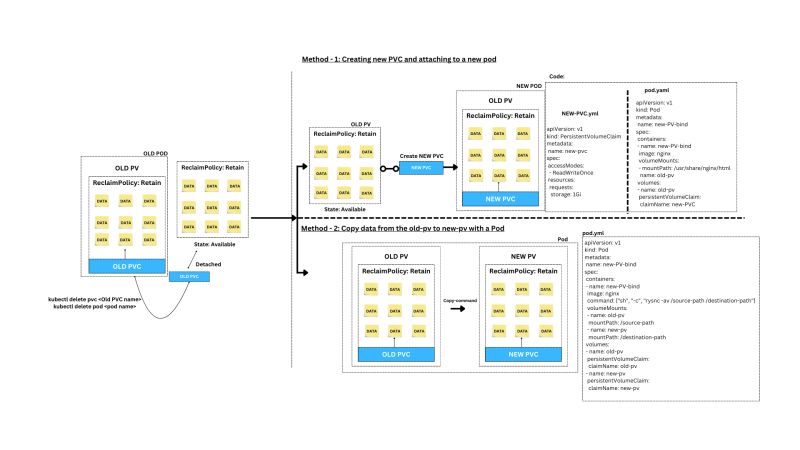 Method - 1: Creating new PVC and attaching to a new pod
OLD POD
OLD PV
ReclaimPolicy: Retain
DATA DATA DATA
DATA DATA DATA
DATA DATA DATA
OLD PVC
ReclaimPolicy: Retain
DATA DATA DATA
DATA DATA DATA
DATA DATA DATA
State: Available
Detached
OLD PVC
kubectl delete pvc <Old PVC name>
kubectl delete pod <pod name>
OLD PV
ReclaimPolicy: Retain
DATA DATA DATA
DATA DATA DATA
DATA DATA DATA
State: Available
Create NEW PVC
NEW PVC
NEW POD
OLD PV
ReclaimPolicy: Retain
DATA DATA DATA
DATA DATA DATA
DATA DATA DATA
NEW PVC
Code:
NEW-PVC.yml
apiVersion: v1
kind: PersistentVolumeClaim
metadata:
name: new-pvc
spec:
accessModes:
- ReadWriteOnce
resources:
requests:
storage: 1Gi
pod.yaml
apiVersion: v1
kind: Pod
metadata:
name: new-PV-bind
spec:
containers:
- name: new-PV-bind
image: nginx
volumeMounts:
- mountPath: /usr/share/nginx/html
name: old-pv
volumes:
- name: old-pv
persistentVolumeClaim:
claimName: new-PVC
Method - 2: Copy data from the old-pv to new-pv with a Pod
Pod
OLD PV
ReclaimPolicy: Retain
DATA DATA DATA
DATA DATA DATA
DATA DATA DATA
OLD PVC
Copy-command
NEW PV
ReclaimPolicy: Retain
DATA DATA DATA
DATA DATA DATA
DATA DATA DATA
NEW PVC
pod.yml
apiVersion: v1
kind: Pod
metadata:
name: new-PV-bind
spec:
containers:
- name: new-PV-bind
image: nginx
command: ["sh", "-c", "rysnc -av /source-path /destination-path"]
volumeMounts:
- name: old-pv
mountPath: /source-path
- name: new-pv
mountPath: /destination-path
volumes:
- name: old-pv
persistentVolumeClaim:
claimName: old-pv
- name: new-pv
persistentVolumeClaim:
claimName: new-pv